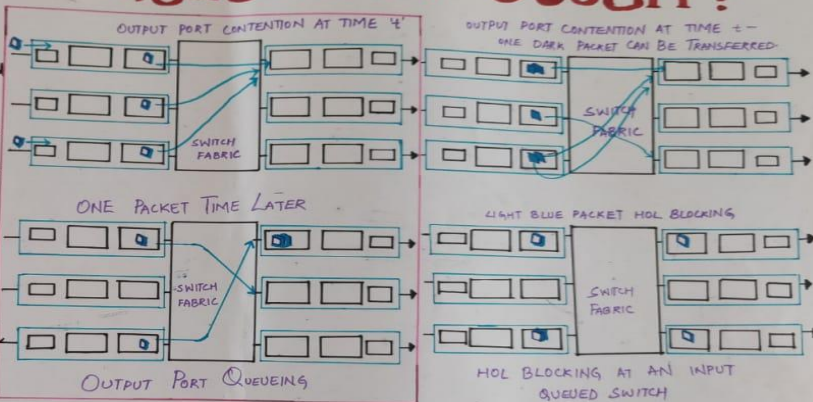 OUTPUT PORT CONTENTION AT TIME 't'
SWITCH
FABRIC
ONE PACKET TIME LATER
SWITCH
FABRIC
OUTPUT PORT QUEUEING
OUTPUT PORT CONTENTION AT TIME t -
ONE DARK PACKET CAN BE TRANSFERRED
SWITCH
FABRIC
LIGHT BLUE PACKET HOL BLOCKING
SWITCH
FABRIC
HOL BLOCKING AT AN INPUT
QUEUED SWITCH